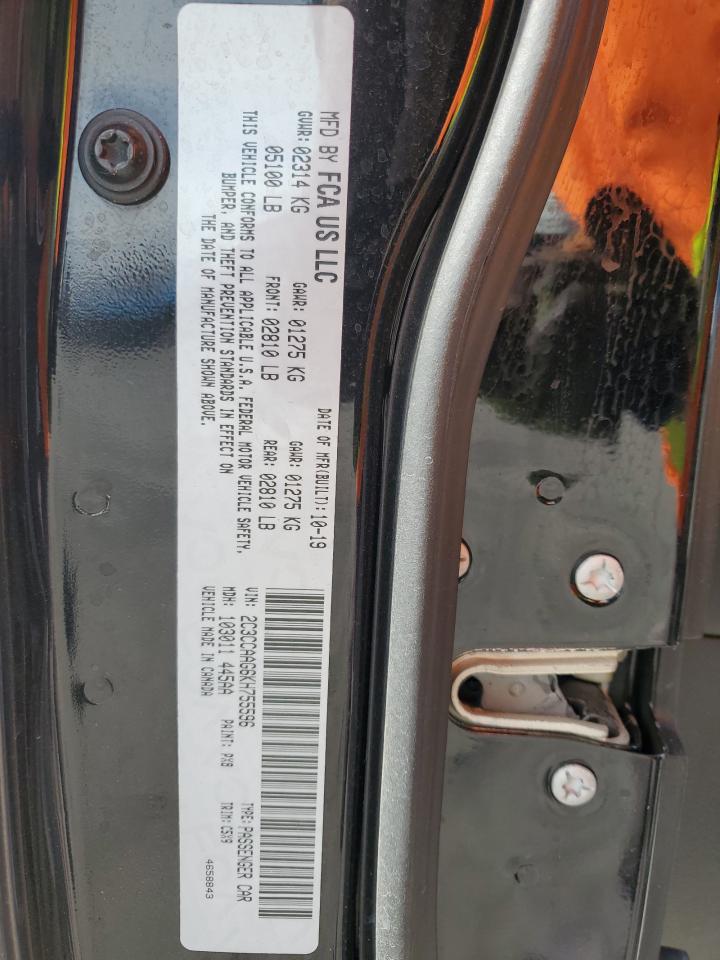 MFD BY FCA US LLC
DATE OF MFR(BUILT): 10-19
GVWR: 02314 KG GAWR: 01275 KG GAWR: 01275 KG
05100 LB FRONT: 02810 LB REAR: 02810 LB
THIS VEHICLE CONFORMS TO ALL APPLICABLE U.S.A. FEDERAL MOTOR VEHICLE SAFETY,
BUMPER, AND THEFT PREVENTION STANDARDS IN EFFECT ON
THE DATE OF MANUFACTURE SHOWN ABOVE.
VIN: 2C3CCAAG6KH755596 TYPE: PASSENGER CAR
MDH: 103011 445AA PAINT: PX8 TRIM: C5X9
VEHICLE MADE IN CANADA 4658843